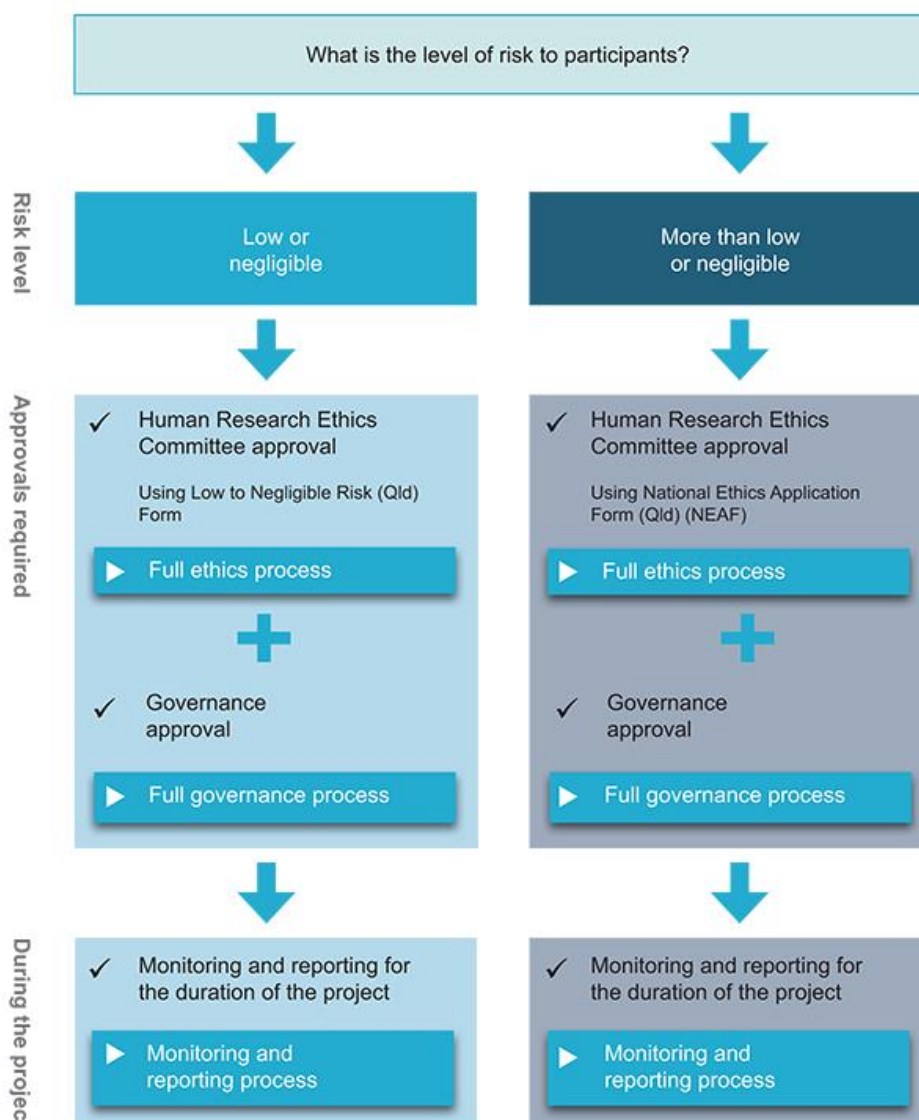 What is the level of risk to participants?
Risk level
Low or
negligible
More than low
or negligible
Approvals required
✓ Human Research Ethics
Committee approval
Using Low to Negligible Risk (Qld)
Form
Full ethics process
Governance
approval
Full governance process
✓ Human Research Ethics
Committee approval
Using National Ethics Application
Form (Qld) (NEAF)
Full ethics process
Governance
approval
Full governance process
During the projec
Monitoring and reporting for
the duration of the project
Monitoring and
reporting process
Monitoring and reporting for
the duration of the project
Monitoring and
reporting process